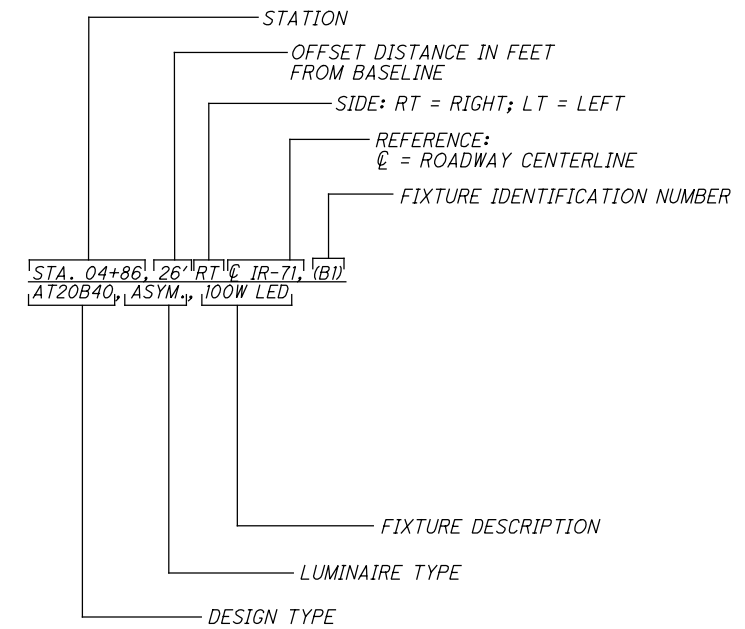 STATION
OFFSET DISTANCE IN FEET
FROM BASELINE
SIDE: RT = RIGHT; LT = LEFT
REFERENCE:
℄ = ROADWAY CENTERLINE
FIXTURE IDENTIFICATION NUMBER
STA. 04+86, 26' RT ℄ IR-71, (B1)
AT20B40, ASYM., 100W LED
FIXTURE DESCRIPTION
LUMINAIRE TYPE
DESIGN TYPE